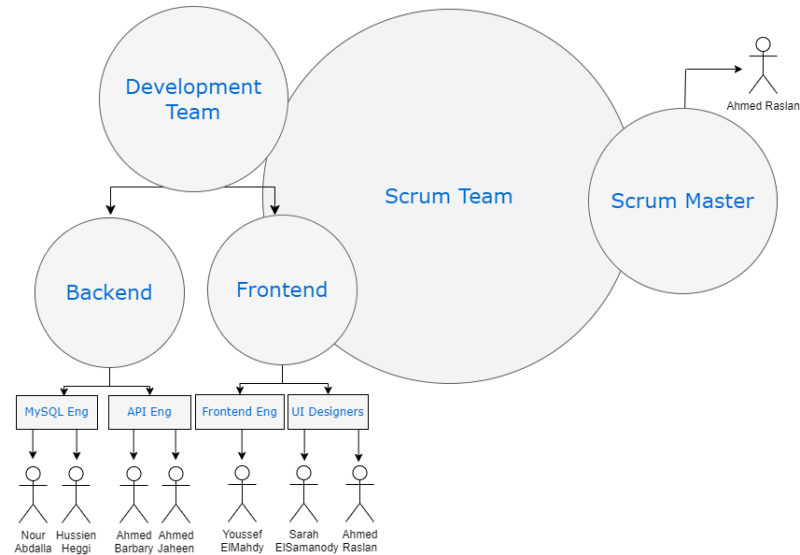 Development
Team
Scrum Team
Scrum Master
Ahmed Raslan
Backend
Frontend
MySQL Eng
API Eng
Frontend Eng
UI Designers
Nour
Abdalla
Hussien
Heggi
Ahmed
Barbary
Ahmed
Jaheen
Youssef
ElMahdy
Sarah
ElSamanody
Ahmed
Raslan